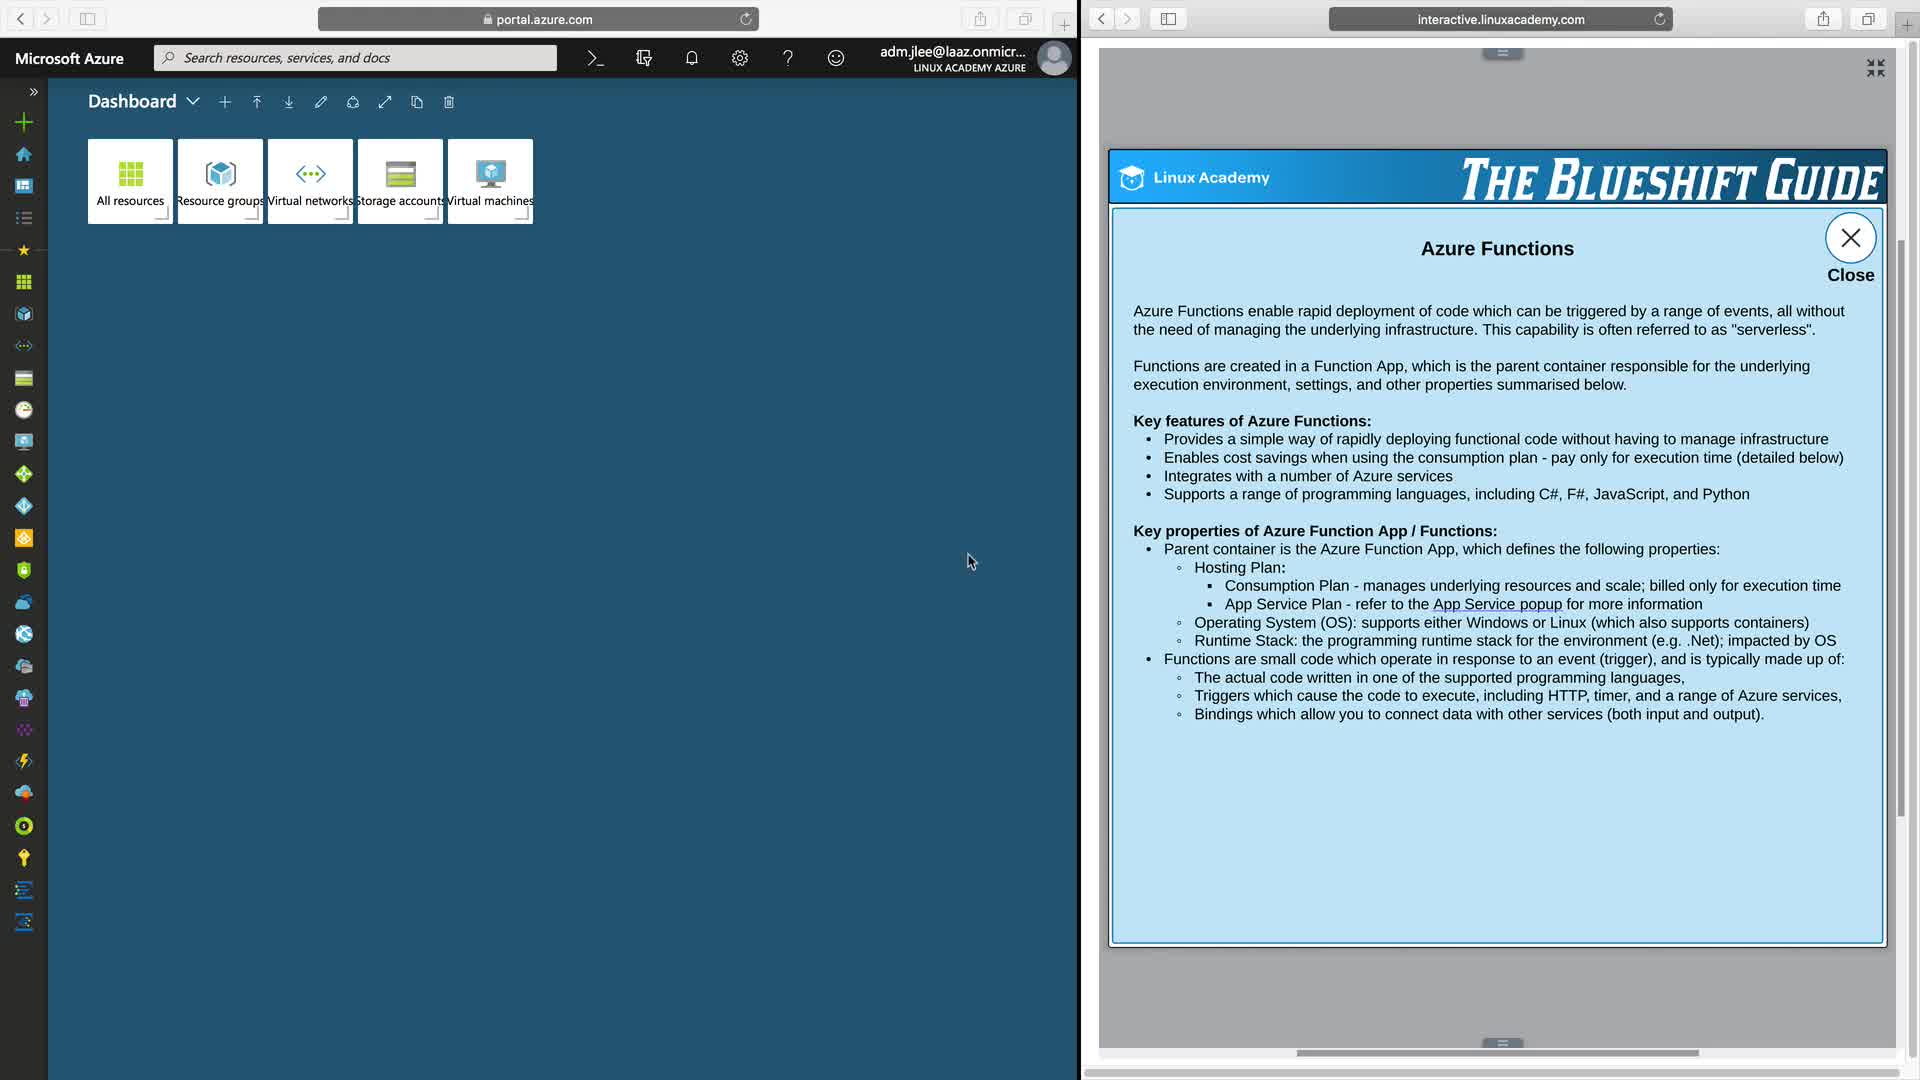 portal.azure.com
Microsoft Azure
Search resources, services, and docs
adm.jlee@laaz.onmicr...
LINUX ACADEMY AZURE
Dashboard
All resources
Resource groups
Virtual networks
Storage accounts
Virtual machines
interactive.linuxacademy.com
Linux Academy
THE BLUESHIFT GUIDE
Azure Functions
Close
Azure Functions enable rapid deployment of code which can be triggered by a range of events, all without
the need of managing the underlying infrastructure. This capability is often referred to as "serverless".
Functions are created in a Function App, which is the parent container responsible for the underlying
execution environment, settings, and other properties summarised below.
Key features of Azure Functions:
• Provides a simple way of rapidly deploying functional code without having to manage infrastructure
• Enables cost savings when using the consumption plan - pay only for execution time (detailed below)
• Integrates with a number of Azure services
• Supports a range of programming languages, including C#, F#, JavaScript, and Python
Key properties of Azure Function App / Functions:
• Parent container is the Azure Function App, which defines the following properties:
◦ Hosting Plan:
▪ Consumption Plan - manages underlying resources and scale; billed only for execution time
▪ App Service Plan - refer to the App Service popup for more information
◦ Operating System (OS): supports either Windows or Linux (which also supports containers)
◦ Runtime Stack: the programming runtime stack for the environment (e.g. .Net); impacted by OS
• Functions are small code which operate in response to an event (trigger), and is typically made up of:
◦ The actual code written in one of the supported programming languages,
◦ Triggers which cause the code to execute, including HTTP, timer, and a range of Azure services,
◦ Bindings which allow you to connect data with other services (both input and output).